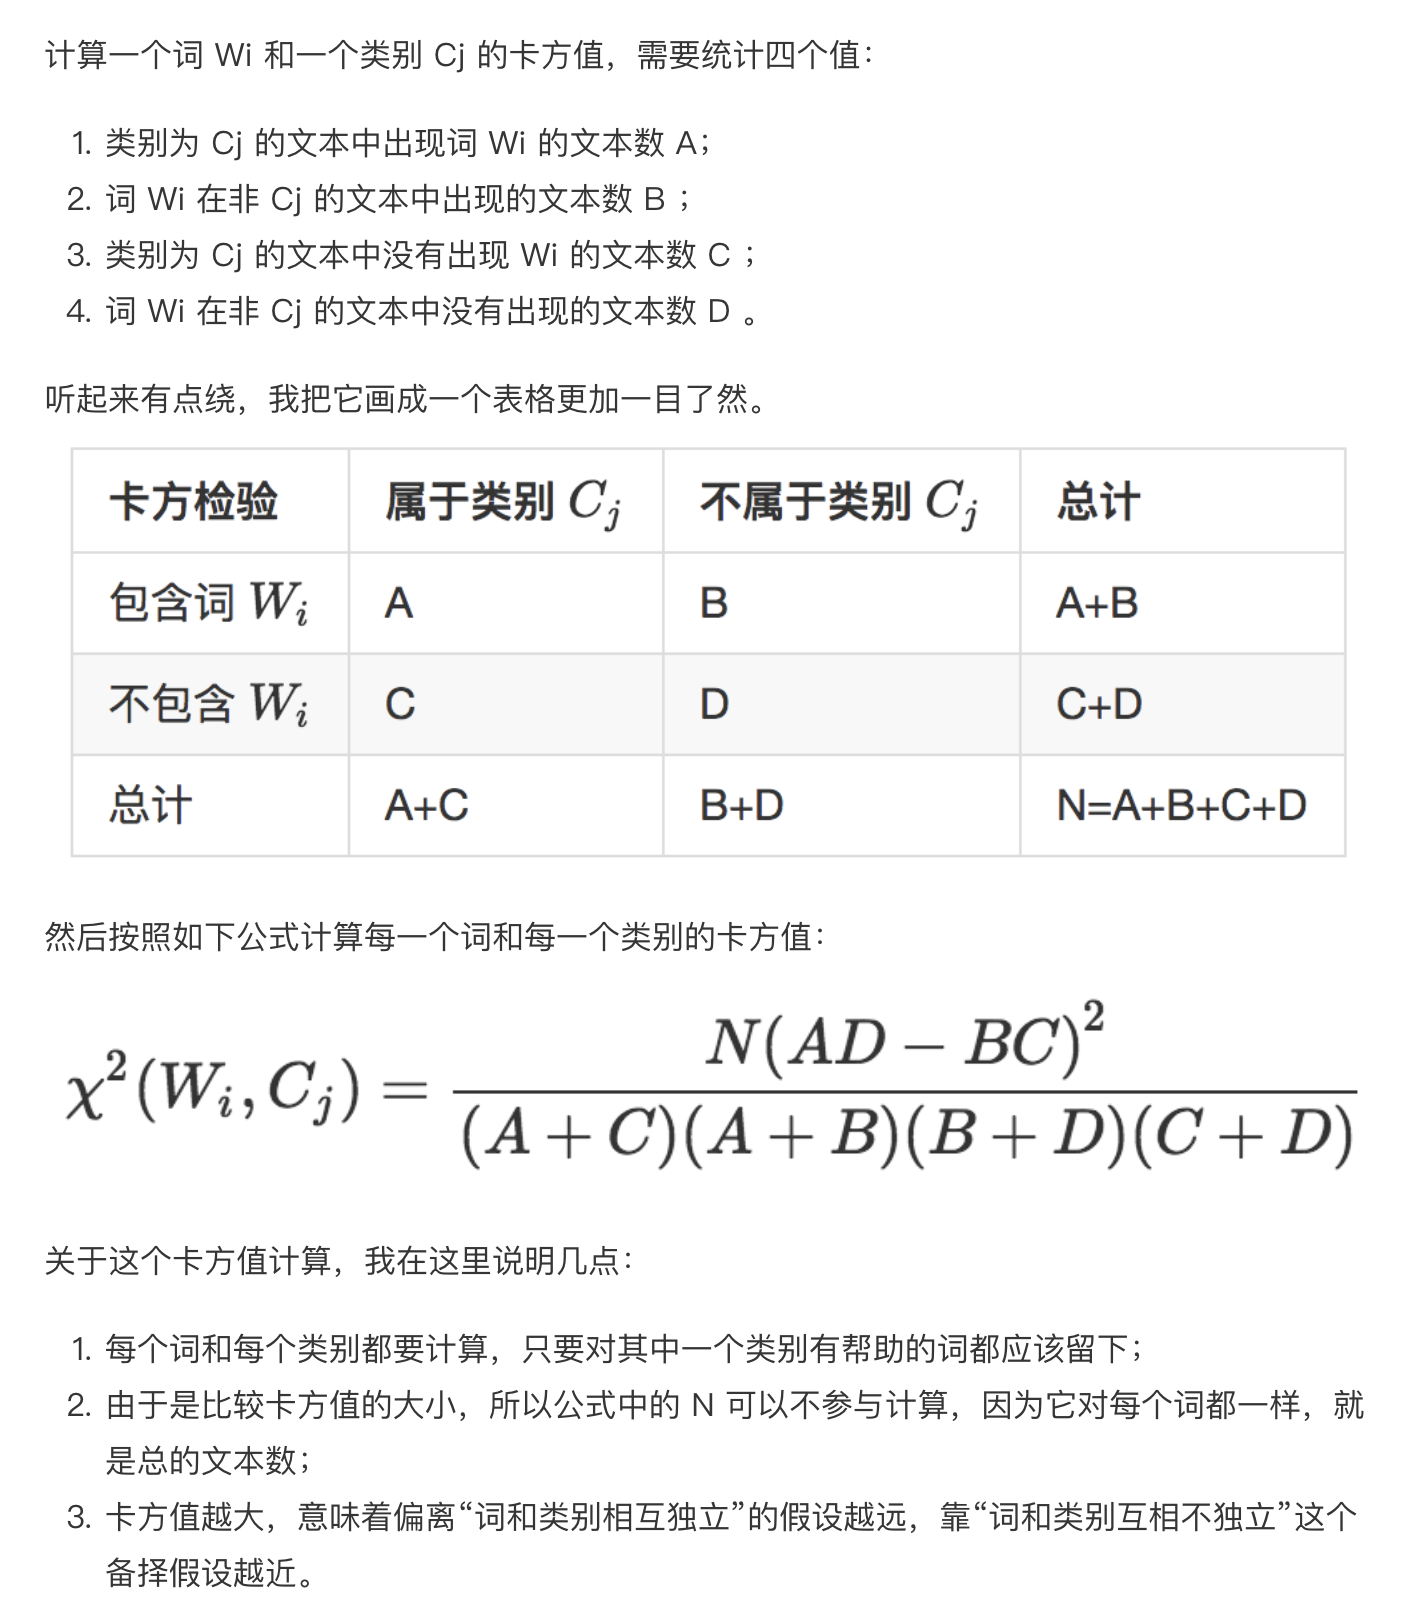 计算一个词 Wi 和一个类别 Cj 的卡方值，需要统计四个值：
1. 类别为 Cj 的文本中出现词 Wi 的文本数 A；
2. 词 Wi 在非 Cj 的文本中出现的文本数 B ；
3. 类别为 Cj 的文本中没有出现 Wi 的文本数 C ；
4. 词 Wi 在非 Cj 的文本中没有出现的文本数 D 。
听起来有点绕，我把它画成一个表格更加一目了然。
卡方检验 属于类别 C_j 不属于类别 C_j 总计
包含词 W_i A B A+B
不包含 W_i C D C+D
总计 A+C B+D N=A+B+C+D
然后按照如下公式计算每一个词和每一个类别的卡方值：
χ²(W_i, C_j) = N(AD − BC)² / (A + C)(A + B)(B + D)(C + D)
关于这个卡方值计算，我在这里说明几点：
1. 每个词和每个类别都要计算，只要对其中一个类别有帮助的词都应该留下；
2. 由于是比较卡方值的大小，所以公式中的 N 可以不参与计算，因为它对每个词都一样，就
是总的文本数；
3. 卡方值越大，意味着偏离“词和类别相互独立”的假设越远，靠“词和类别互相不独立”这个
备择假设越近。